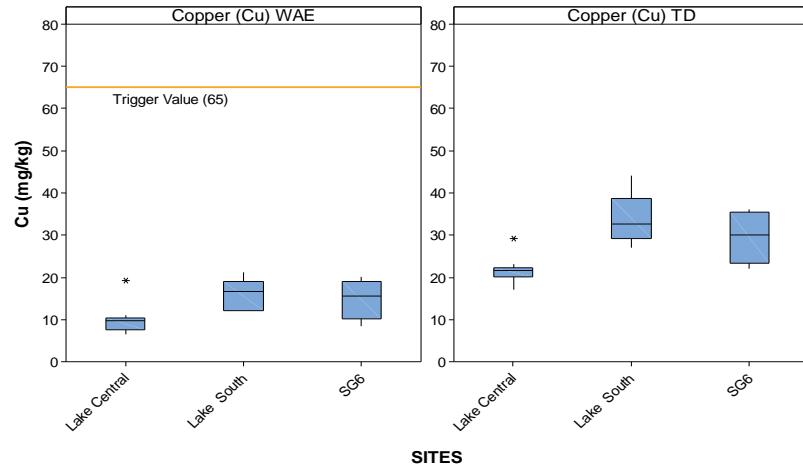 Copper (Cu) WAE
Copper (Cu) TD
80
70
60
50
40
30
20
10
0
80
70
60
50
40
30
20
10
0
Cu (mg/kg)
Trigger Value (65)
*
*
Lake Central
Lake South
SG6
Lake Central
Lake South
SG6
SITES